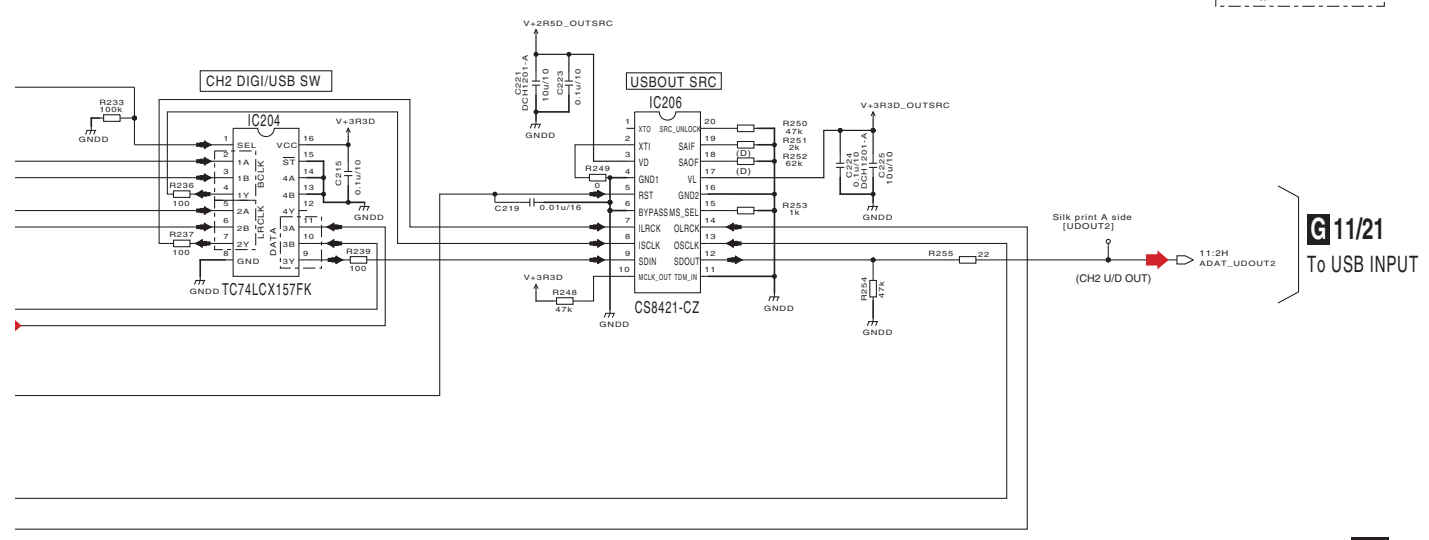 V+2R5D_OUTSRC
CH2 DIGI/USB SW
USBOUT SRC
C221
DCH1201-A
10u/10
C223
0.1u/10
GNDD
R233
100k
GNDD
IC204
V+3R3D
IC206
V+3R3D_OUTSRC
1 SEL VCC 16
2 1A ST 15
3 1B 4A 14
4 1Y 4B 13
5 2A 4Y 12
6 2B 3A 11
7 2Y 3B 10
8 GND 3Y 9
BCLK
LRCLK
DATA
R236
100
R237
100
C215
0.1u/10
GNDD
R239
100
GNDD
TC74LCX157FK
1 XTO SRC_UNLOCK 20
2 XTI SAIF 19
3 VD SAOF 18
4 GND1 VL 17
5 RST GND2 16
6 BYPASS MS_SEL 15
7 ILRCK OLRCK 14
8 ISCLK OSCLK 13
9 SDIN SDOUT 12
10 MCLK_OUT TDM_IN 11
R249
0
C219 0.01u/16
V+3R3D
R248
47k
GNDD
CS8421-CZ
GNDD
R250
47k
R251
2k
(D)
R252
62k
(D)
R253
1k
C224
0.1u/10
DCH1201-A
C225
10u/10
GNDD
R255 22
R254
47k
GNDD
Silk print A side
[UDOUT2]
(CH2 U/D OUT)
11:2H
ADAT_UDOUT2
G 11/21
To USB INPUT